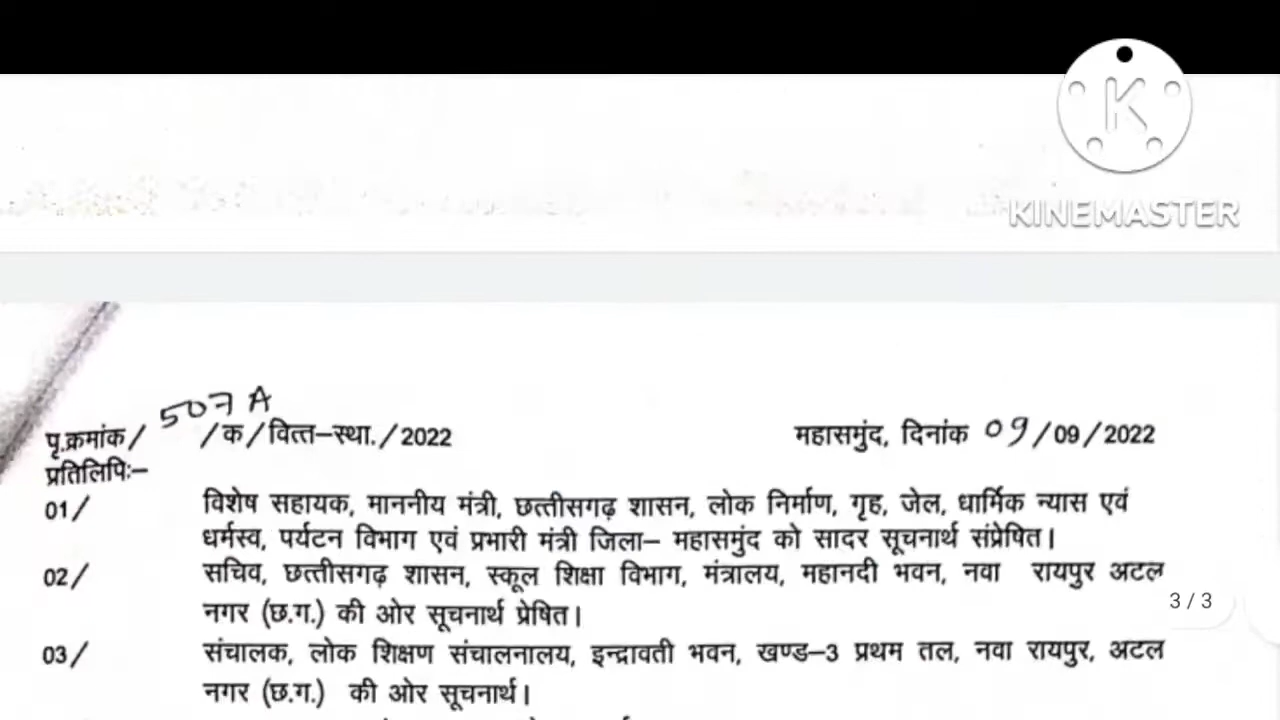 KINEMASTER
507 A
पृ.क्रमांक/ /क/वित्त-स्था./2022 महासमुंद, दिनांक 09/09/2022
प्रतिलिपिः-
01/ विशेष सहायक, माननीय मंत्री, छत्तीसगढ़ शासन, लोक निर्माण, गृह, जेल, धार्मिक न्यास एवं
धर्मस्व, पर्यटन विभाग एवं प्रभारी मंत्री जिला- महासमुंद को सादर सूचनार्थ संप्रेषित।
02/ सचिव, छत्तीसगढ़ शासन, स्कूल शिक्षा विभाग, मंत्रालय, महानदी भवन, नवा रायपुर अटल
नगर (छ.ग.) की ओर सूचनार्थ प्रेषित।
3/3
03/ संचालक, लोक शिक्षण संचालनालय, इन्द्रावती भवन, खण्ड-3 प्रथम तल, नवा रायपुर, अटल
नगर (छ.ग.) की ओर सूचनार्थ।